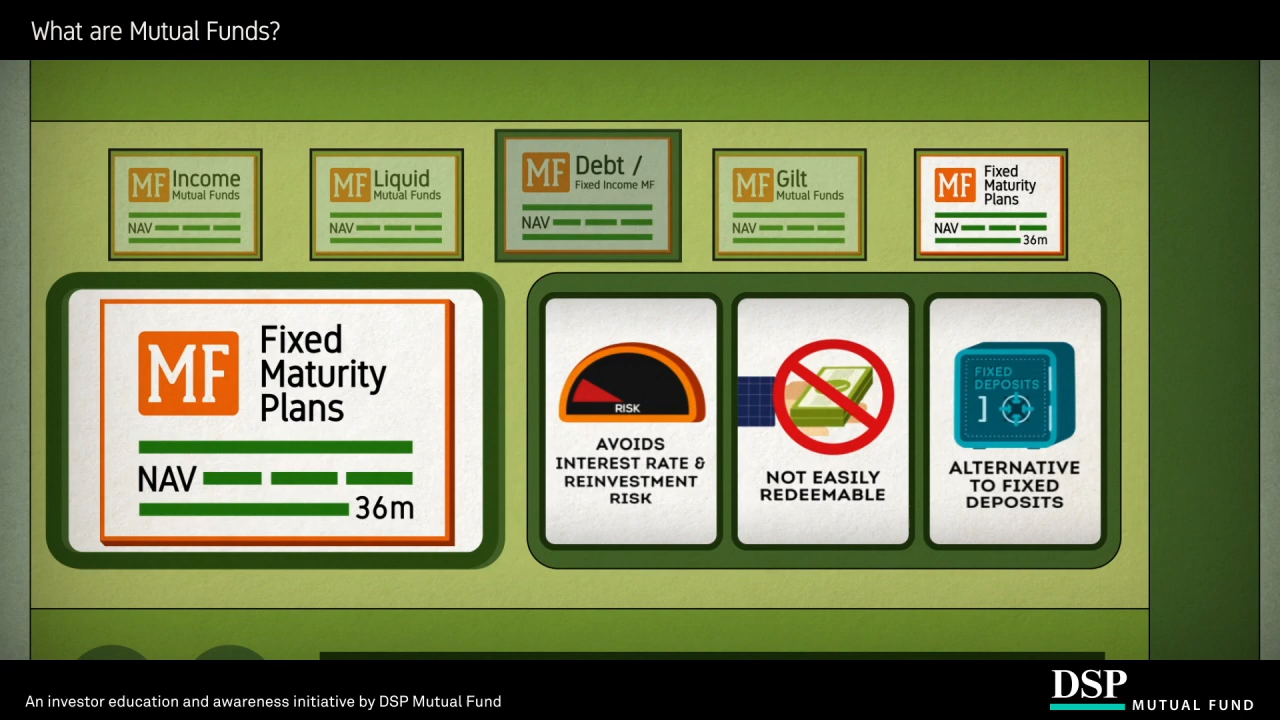 What are Mutual Funds?
MF Income
Mutual Funds
NAV
MF Liquid
Mutual Funds
NAV
MF Debt /
Fixed Income MF
NAV
MF Gilt
Mutual Funds
NAV
MF Fixed
Maturity
Plans
NAV
36m
MF Fixed
Maturity
Plans
NAV
36m
RISK
AVOIDS
INTEREST RATE &
REINVESTMENT
RISK
NOT EASILY
REDEEMABLE
FIXED
DEPOSITS
ALTERNATIVE
TO FIXED
DEPOSITS
An investor education and awareness initiative by DSP Mutual Fund
DSP
MUTUAL FUND